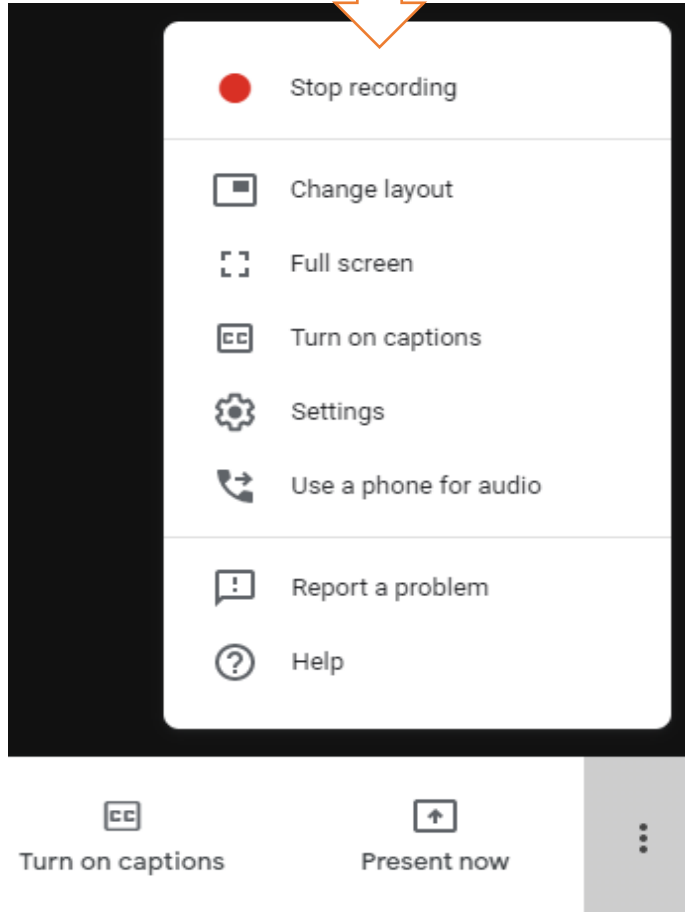 Stop recording
Change layout
Full screen
Turn on captions
Settings
Use a phone for audio
Report a problem
Help
Turn on captions
Present now